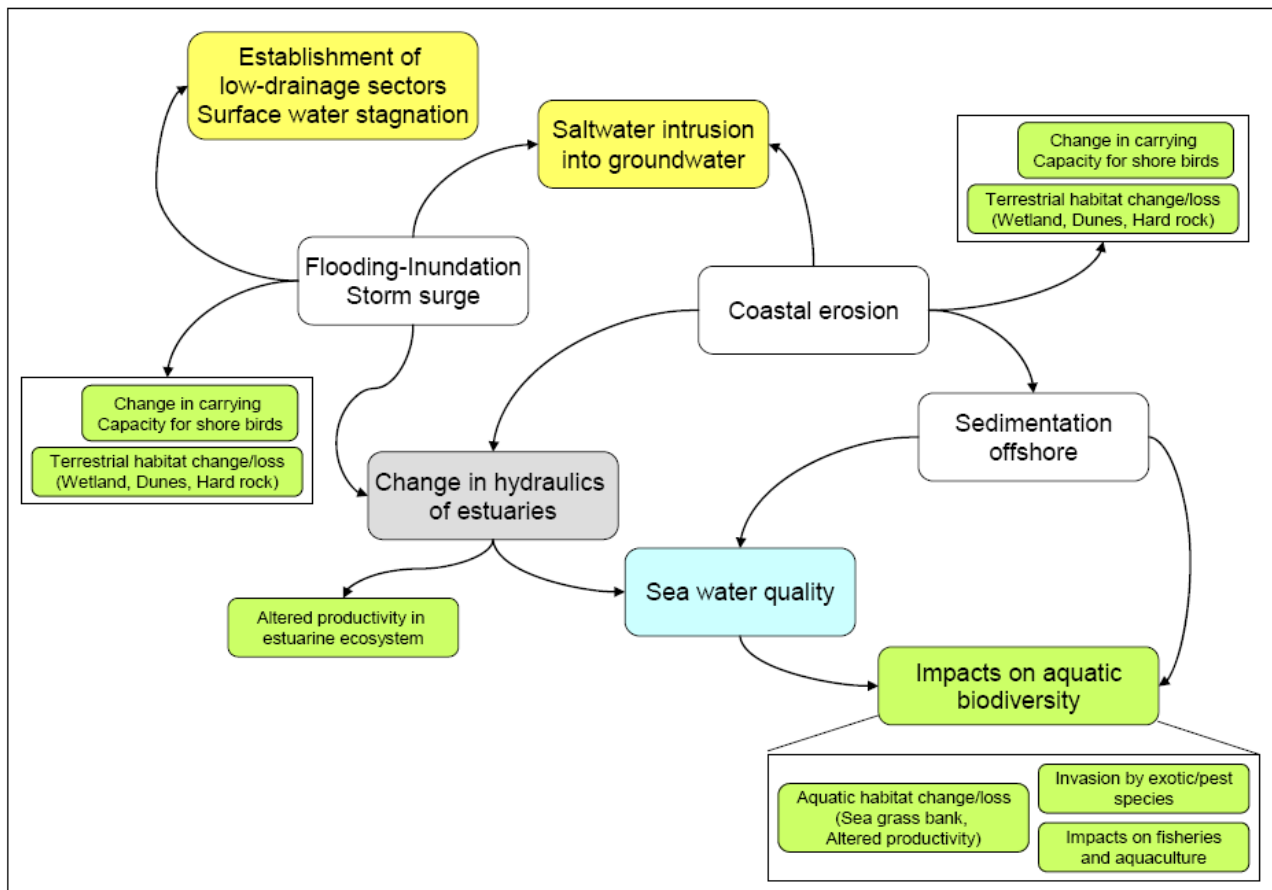 Establishment of
low-drainage sectors
Surface water stagnation
Saltwater intrusion
into groundwater
Change in carrying
Capacity for shore birds
Terrestrial habitat change/loss
(Wetland, Dunes, Hard rock)
Flooding-Inundation
Storm surge
Coastal erosion
Change in carrying
Capacity for shore birds
Terrestrial habitat change/loss
(Wetland, Dunes, Hard rock)
Sedimentation
offshore
Change in hydraulics
of estuaries
Sea water quality
Altered productivity in
estuarine ecosystem
Impacts on aquatic
biodiversity
Aquatic habitat change/loss
(Sea grass bank,
Altered productivity)
Invasion by exotic/pest
species
Impacts on fisheries
and aquaculture